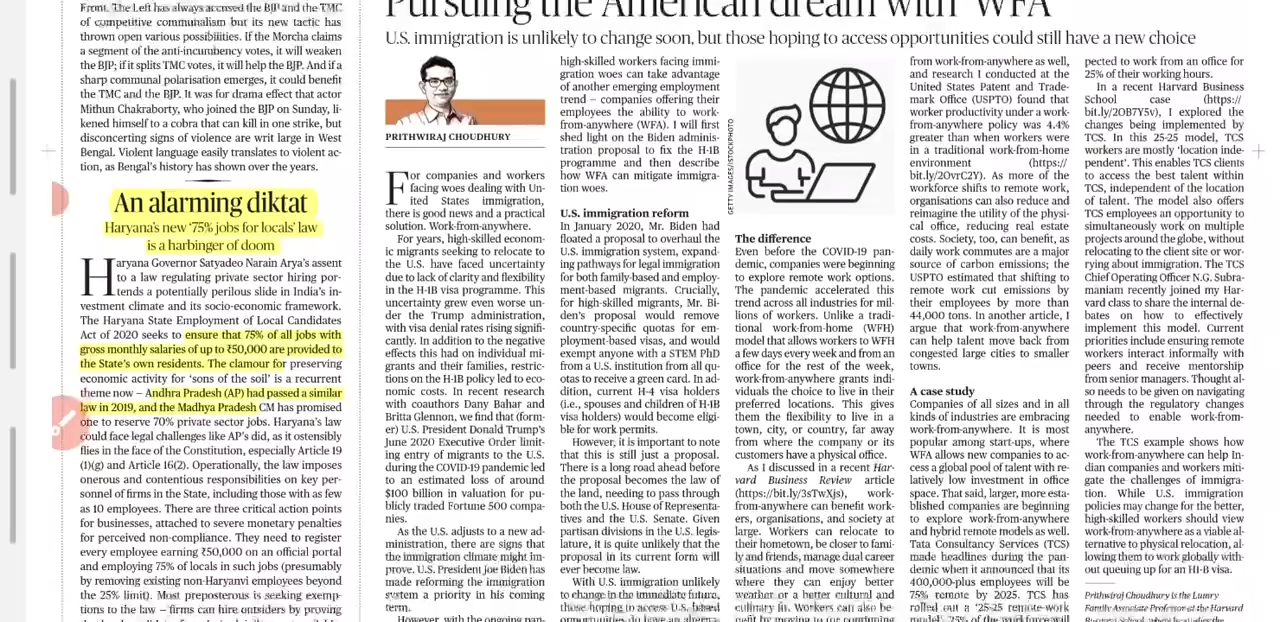 Front. The Left has always accused the BJP and the TMC
of competitive communalism but its new tactic has
thrown open various possibilities. If the Morcha claims
a segment of the anti-incumbency votes, it will weaken
the BJP; if it splits TMC votes, it will help the BJP. And if a
sharp communal polarisation emerges, it could benefit
the TMC and the BJP. It was for drama effect that actor
Mithun Chakraborty, who joined the BJP on Sunday, li-
kened himself to a cobra that can kill in one strike, but
disconcerting signs of violence are writ large in West
Bengal. Violent language easily translates to violent ac-
tion, as Bengal's history has shown over the years.
An alarming diktat
Haryana's new '75% jobs for locals' law
is a harbinger of doom
Haryana Governor Satyadeo Narain Arya's assent
to a law regulating private sector hiring por-
tends a potentially perilous slide in India's in-
vestment climate and its socio-economic framework.
The Haryana State Employment of Local Candidates
Act of 2020 seeks to ensure that 75% of all jobs with
gross monthly salaries of up to ₹50,000 are provided to
the State's own residents. The clamour for preserving
economic activity for 'sons of the soil' is a recurrent
theme now — Andhra Pradesh (AP) had passed a similar
law in 2019, and the Madhya Pradesh CM has promised
one to reserve 70% private sector jobs. Haryana's law
could face legal challenges like AP's did, as it ostensibly
flies in the face of the Constitution, especially Article 19
(1)(g) and Article 16(2). Operationally, the law imposes
onerous and contentious responsibilities on key per-
sonnel of firms in the State, including those with as few
as 10 employees. There are three critical action points
for businesses, attached to severe monetary penalties
for perceived non-compliance. They need to register
every employee earning ₹50,000 on an official portal
and employing 75% of locals in such jobs (presumably
by removing existing non-Haryanvi employees beyond
the 25% limit). Most preposterous is seeking exemp-
tions to the law — firms can hire outsiders by proving
Pursuing the American dream with 'WFA'
U.S. immigration is unlikely to change soon, but those hoping to access opportunities could still have a new choice
PRITHWIRAJ CHOUDHURY
For companies and workers
facing woes dealing with Un-
ited States immigration,
there is good news and a practical
solution. Work-from-anywhere.
For years, high-skilled econom-
ic migrants seeking to relocate to
the U.S. have faced uncertainty
due to lack of clarity and flexibility
in the H-1B visa programme. This
uncertainty grew even worse un-
der the Trump administration,
with visa denial rates rising signifi-
cantly. In addition to the negative
effects this had on individual mi-
grants and their families, restric-
tions on the H-1B policy led to eco-
nomic costs. In recent research
with coauthors Dany Bahar and
Britta Glennon, we find that (form-
er) U.S. President Donald Trump's
June 2020 Executive Order limit-
ing entry of migrants to the U.S.
during the COVID-19 pandemic led
to an estimated loss of around
$100 billion in valuation for pu-
blicly traded Fortune 500 compa-
nies.
As the U.S. adjusts to a new ad-
ministration, there are signs that
the immigration climate might im-
prove. U.S. President Joe Biden has
made reforming the immigration
system a priority in his coming
term.
However, with the ongoing pan-
high-skilled workers facing immi-
gration woes can take advantage
of another emerging employment
trend — companies offering their
employees the ability to work-
from-anywhere (WFA). I will first
shed light on the Biden adminis-
tration proposal to fix the H-1B
programme and then describe
how WFA can mitigate immigra-
tion woes.
U.S. immigration reform
In January 2020, Mr. Biden had
floated a proposal to overhaul the
U.S. immigration system, expand-
ing pathways for legal immigration
for both family-based and employ-
ment-based migrants. Crucially,
for high-skilled migrants, Mr. Bi-
den's proposal would remove
country-specific quotas for em-
ployment-based visas, and would
exempt anyone with a STEM PhD
from a U.S. institution from all qu-
otas to receive a green card. In ad-
dition, current H-4 visa holders
(i.e., spouses and children of H-1B
visa holders) would become eligi-
ble for work permits.
However, it is important to note
that this is still just a proposal.
There is a long road ahead before
the proposal becomes the law of
the land, needing to pass through
both the U.S. House of Representa-
tives and the U.S. Senate. Given
partisan divisions in the U.S. legis-
lature, it is quite unlikely that the
proposal in its current form will
ever become law.
With U.S. immigration unlikely
to change in the immediate future,
those hoping to access U.S. based
opportunities do have an alterna-
GETTY IMAGES/ISTOCKPHOTO
The difference
Even before the COVID-19 pan-
demic, companies were beginning
to explore remote work options.
The pandemic accelerated this
trend across all industries for mil-
lions of workers. Unlike a tradi-
tional work-from-home (WFH)
model that allows workers to WFH
a few days every week and from an
office for the rest of the week,
work-from-anywhere grants indi-
viduals the choice to live in their
preferred locations. This gives
them the flexibility to live in a
town, city, or country, far away
from where the company or its
customers have a physical office.
As I discussed in a recent Har-
vard Business Review article
(https://bit.ly/3sTwXjs), work-
from-anywhere can benefit work-
ers, organisations, and society at
large. Workers can relocate to
their hometown, be closer to fami-
ly and friends, manage dual career
situations and move somewhere
where they can enjoy better
weather or a better cultural and
culinary fit. Workers can also be
nefit by moving to
from work-from-anywhere as well,
and research I conducted at the
United States Patent and Trade-
mark Office (USPTO) found that
worker productivity under a work-
from-anywhere policy was 4.4%
greater than when workers were
in a traditional work-from-home
environment (https://
bit.ly/2OvrC2Y). As more of the
workforce shifts to remote work,
organisations can also reduce and
reimagine the utility of the physi-
cal office, reducing real estate
costs. Society, too, can benefit, as
daily work commutes are a major
source of carbon emissions; the
USPTO estimated that shifting to
remote work cut emissions by
their employees by more than
44,000 tons. In another article, I
argue that work-from-anywhere
can help talent move back from
congested large cities to smaller
towns.
A case study
Companies of all sizes and in all
kinds of industries are embracing
work-from-anywhere. It is most
popular among start-ups, where
WFA allows new companies to ac-
cess a global pool of talent with re-
latively low investment in office
space. That said, larger, more esta-
blished companies are beginning
to explore work-from-anywhere
and hybrid remote models as well.
Tata Consultancy Services (TCS)
made headlines during the pan-
demic when it announced that its
400,000-plus employees will be
75% remote by 2025. TCS has
rolled out a '25-25 remote-work
model'. 25% of the workforce will
pected to work from an office for
25% of their working hours.
In a recent Harvard Business
School case (https://
bit.ly/2OB7Y5v), I explored the
changes being implemented by
TCS. In this 25-25 model, TCS
workers are mostly 'location inde-
pendent'. This enables TCS clients
to access the best talent within
TCS, independent of the location
of talent. The model also offers
TCS employees an opportunity to
simultaneously work on multiple
projects around the globe, without
relocating to the client site or wor-
rying about immigration. The TCS
Chief Operating Officer N.G. Subra-
maniam recently joined my Har-
vard class to share the internal de-
bates on how to effectively
implement this model. Current
priorities include ensuring remote
workers interact informally with
peers and receive mentorship
from senior managers. Thought al-
so needs to be given on navigating
through the regulatory changes
needed to enable work-from-
anywhere.
The TCS example shows how
work-from-anywhere can help In-
dian companies and workers miti-
gate the challenges of immigra-
tion. While U.S. immigration
policies may change for the better,
high-skilled workers should view
work-from-anywhere as a viable al-
ternative to physical relocation, al-
lowing them to work globally with-
out queuing up for an H1-B visa.
Prithwiraj Choudhury is the Lumry
Family Associate Professor at the Harvard